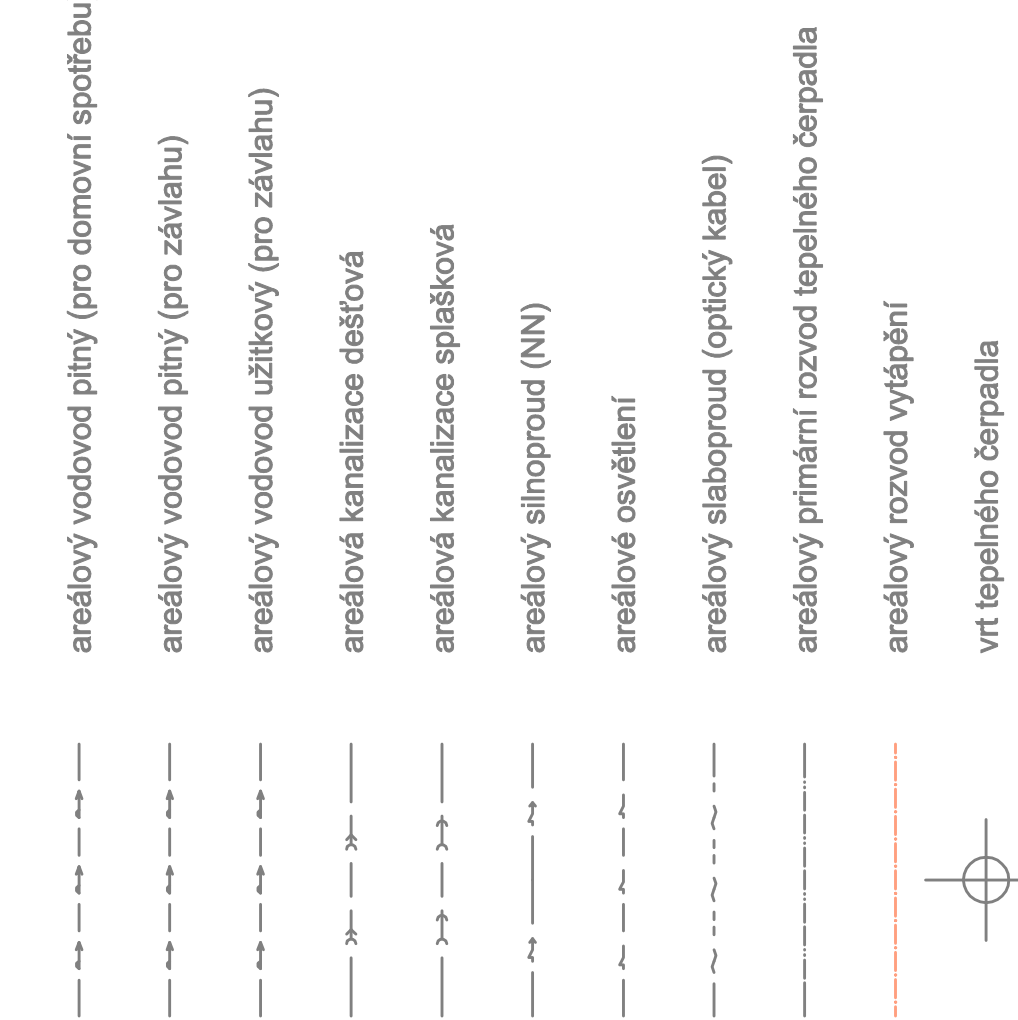 areálový vodovod pitný (pro domovní spotřebu
areálový vodovod pitný (pro závlahu)
areálový vodovod užitkový (pro závlahu)
areálová kanalizace dešťová
areálová kanalizace splašková
areálový silnoproud (NN)
areálové osvětlení
areálový slaboproud (optický kabel)
areálový primární rozvod tepelného čerpadla
areálový rozvod vytápění
vrt tepelného čerpadla